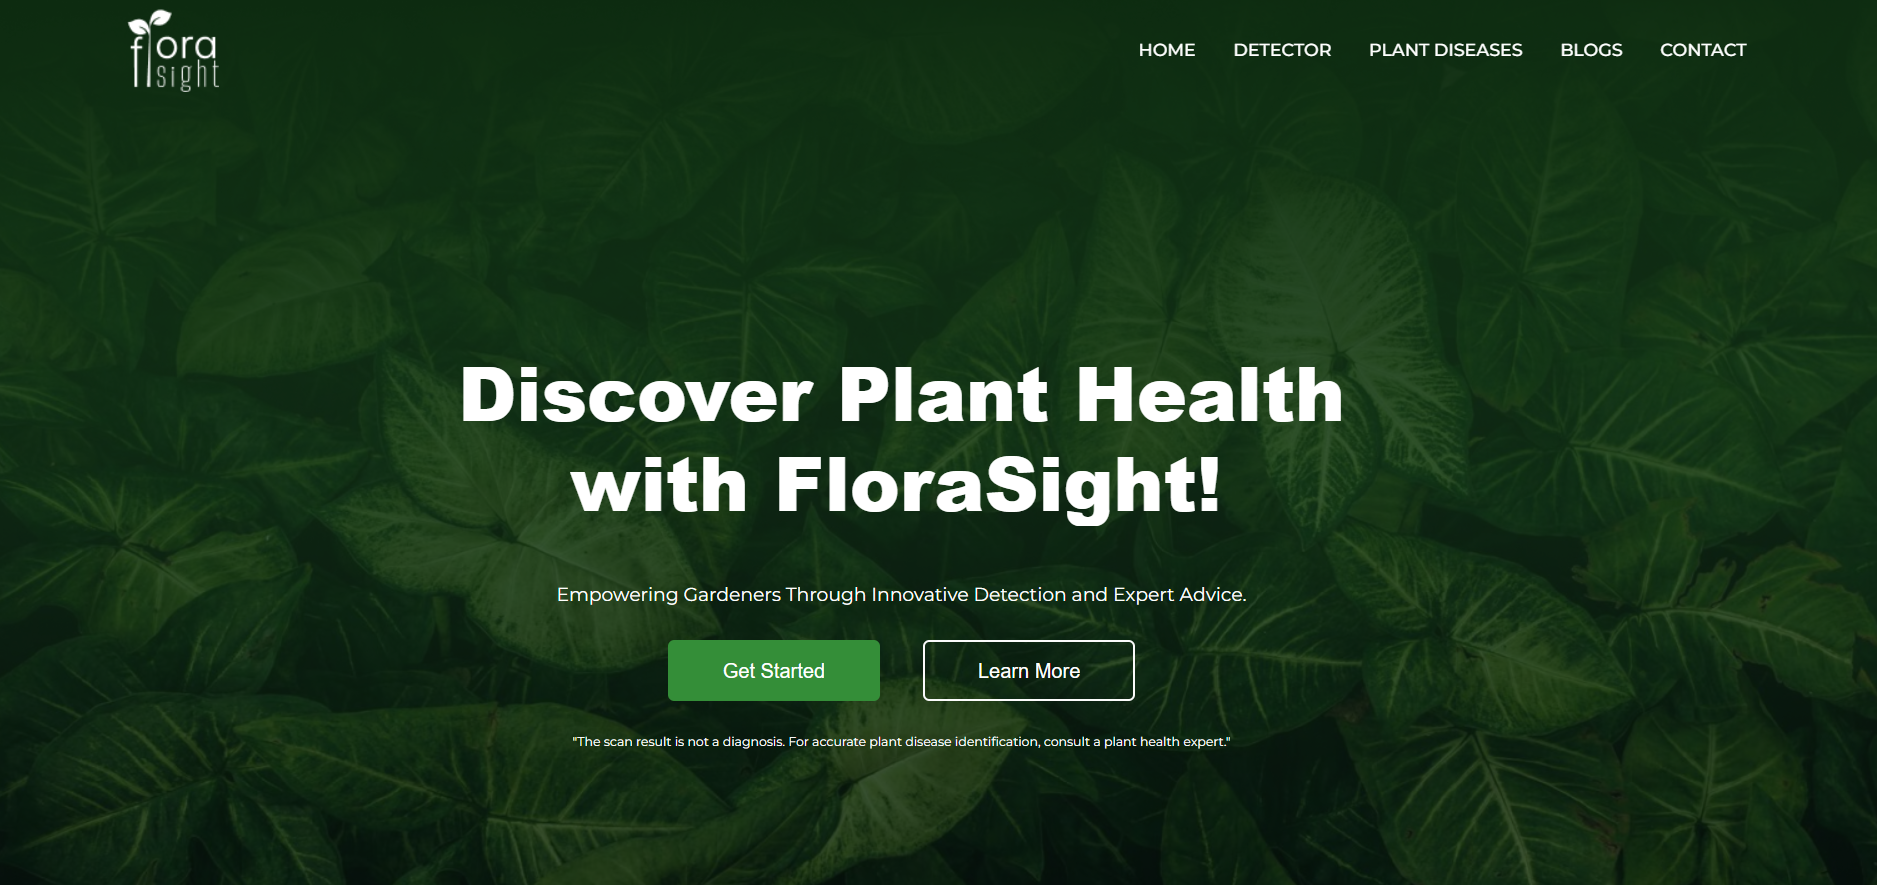 flora
sight
HOME DETECTOR PLANT DISEASES BLOGS CONTACT
Discover Plant Health
with FloraSight!
Empowering Gardeners Through Innovative Detection and Expert Advice.
Get Started Learn More
"The scan result is not a diagnosis. For accurate plant disease identification, consult a plant health expert."